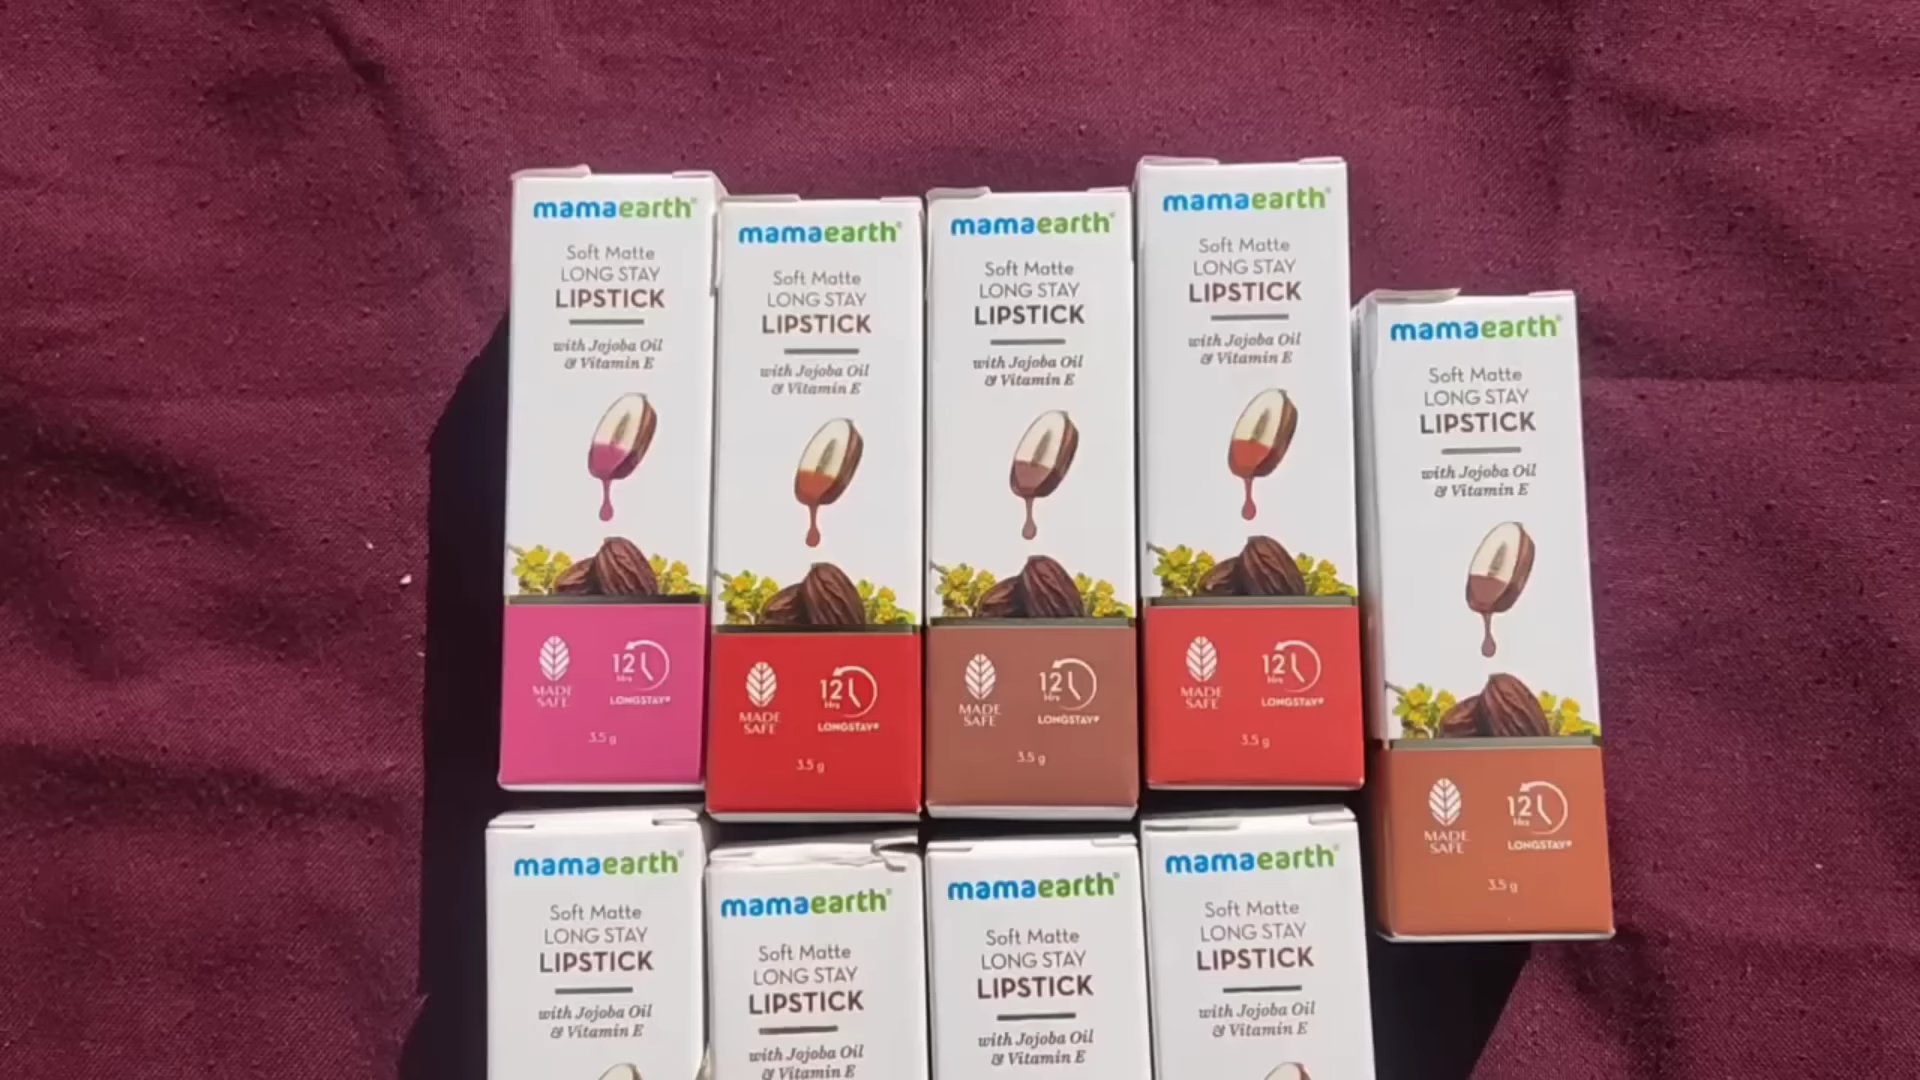 mamaearth®
Soft Matte
LONG STAY
LIPSTICK
with Jojoba Oil
& Vitamin E
MADE
SAFE
12
Hrs
LONGSTAY*
3.5 g
mamaearth®
Soft Matte
LONG STAY
LIPSTICK
with Jojoba Oil
& Vitamin E
MADE
SAFE
12
Hrs
LONGSTAY*
3.5 g
mamaearth®
Soft Matte
LONG STAY
LIPSTICK
with Jojoba Oil
& Vitamin E
MADE
SAFE
12
Hrs
LONGSTAY*
3.5 g
mamaearth®
Soft Matte
LONG STAY
LIPSTICK
with Jojoba Oil
& Vitamin E
MADE
SAFE
12
Hrs
LONGSTAY*
3.5 g
mamaearth®
Soft Matte
LONG STAY
LIPSTICK
with Jojoba Oil
& Vitamin E
MADE
SAFE
12
Hrs
LONGSTAY*
3.5 g
mamaearth®
Soft Matte
LONG STAY
LIPSTICK
with Jojoba Oil
& Vitamin E
mamaearth®
Soft Matte
LONG STAY
LIPSTICK
with Jojoba Oil
& Vitamin E
mamaearth®
Soft Matte
LONG STAY
LIPSTICK
with Jojoba Oil
& Vitamin E
mamaearth®
Soft Matte
LONG STAY
LIPSTICK
with Jojoba Oil
& Vitamin E